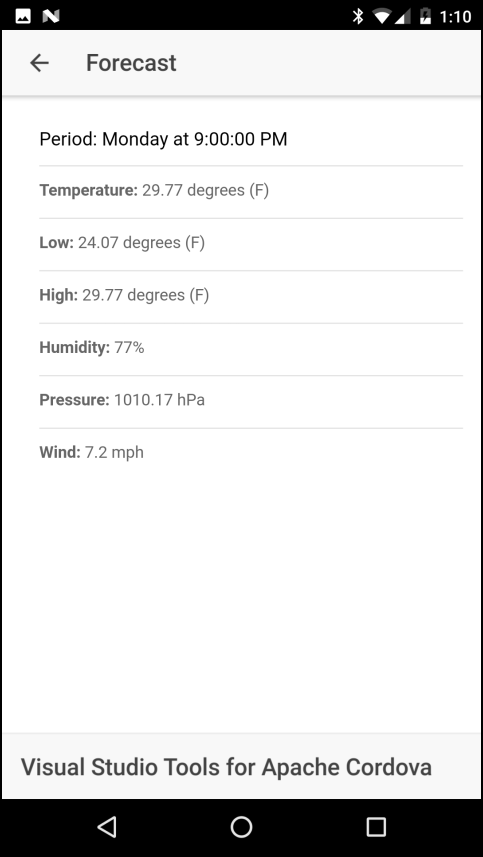 1:10
Forecast
Period: Monday at 9:00:00 PM
Temperature: 29.77 degrees (F)
Low: 24.07 degrees (F)
High: 29.77 degrees (F)
Humidity: 77%
Pressure: 1010.17 hPa
Wind: 7.2 mph
Visual Studio Tools for Apache Cordova